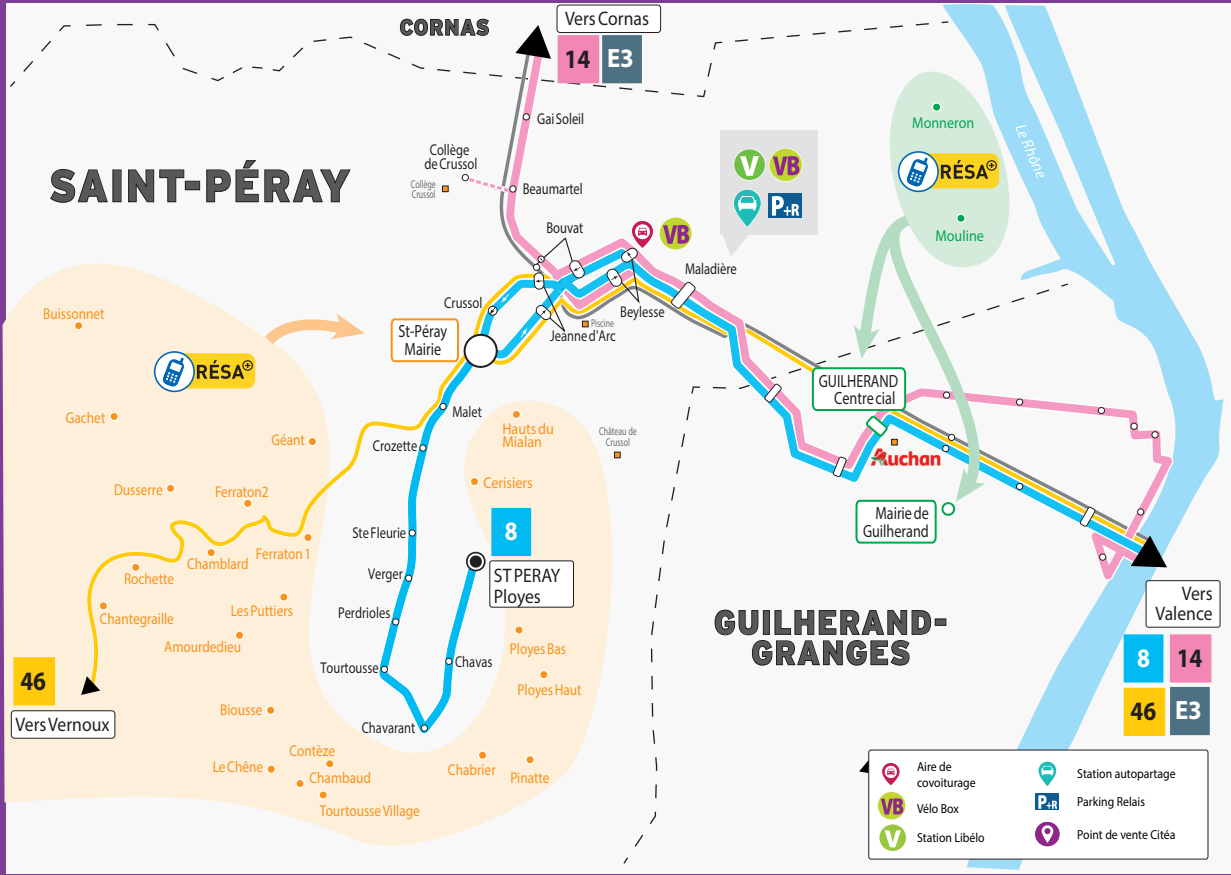 CORNAS
Vers Cornas
14 E3
Gai Soleil
Collège
de Crussol
Collège
Crussol
Beaumartel
SAINT-PÉRAY
Bouvat
VB
V VB
P+R
Maladière
Monneron
RÉSA+
Mouline
Le Rhône
Crussol
Beylesse
Piscine
Jeanne d'Arc
St-Péray
Mairie
Buissonnet
RÉSA+
Gachet
Géant
Malet
Crozette
Hauts du
Mialan
Château de
Crussol
GUILHERAND
Centre cial
Auchan
Mairie de
Guilherand
Dusserre
Ferraton2
Cerisiers
Ste Fleurie
8
ST PERAY
Ployes
Ferraton 1
Chamblard
Rochette
Verger
Chantegraille
Les Puttiers
Perdrioles
Amourdedieu
Ployes Bas
Tourtousse
Chavas
Ployes Haut
GUILHERAND-
GRANGES
Vers
Valence
8 14
46 E3
46
Vers Vernoux
Biousse
Chavarant
Contèze
Le Chêne
Chambaud
Tourtousse Village
Chabrier
Pinatte
Aire de
covoiturage
VB Vélo Box
V Station Libélo
Station autopartage
P+R Parking Relais
Point de vente Citéa